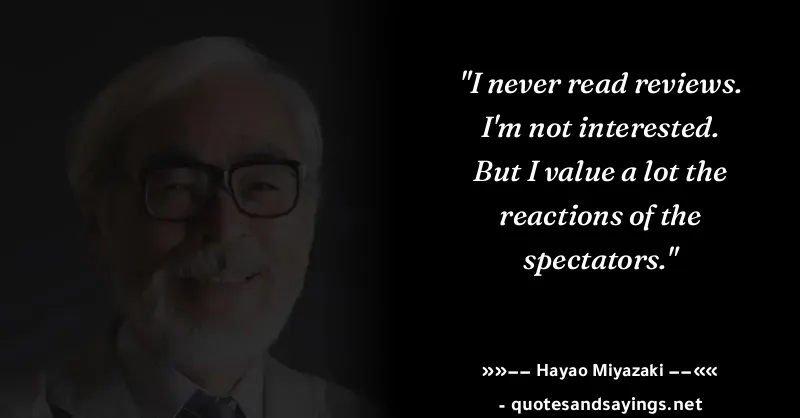 "I never read reviews.
I'm not interested.
But I value a lot the
reactions of the
spectators."
»»−− Hayao Miyazaki −−««
- quotesandsayings.net